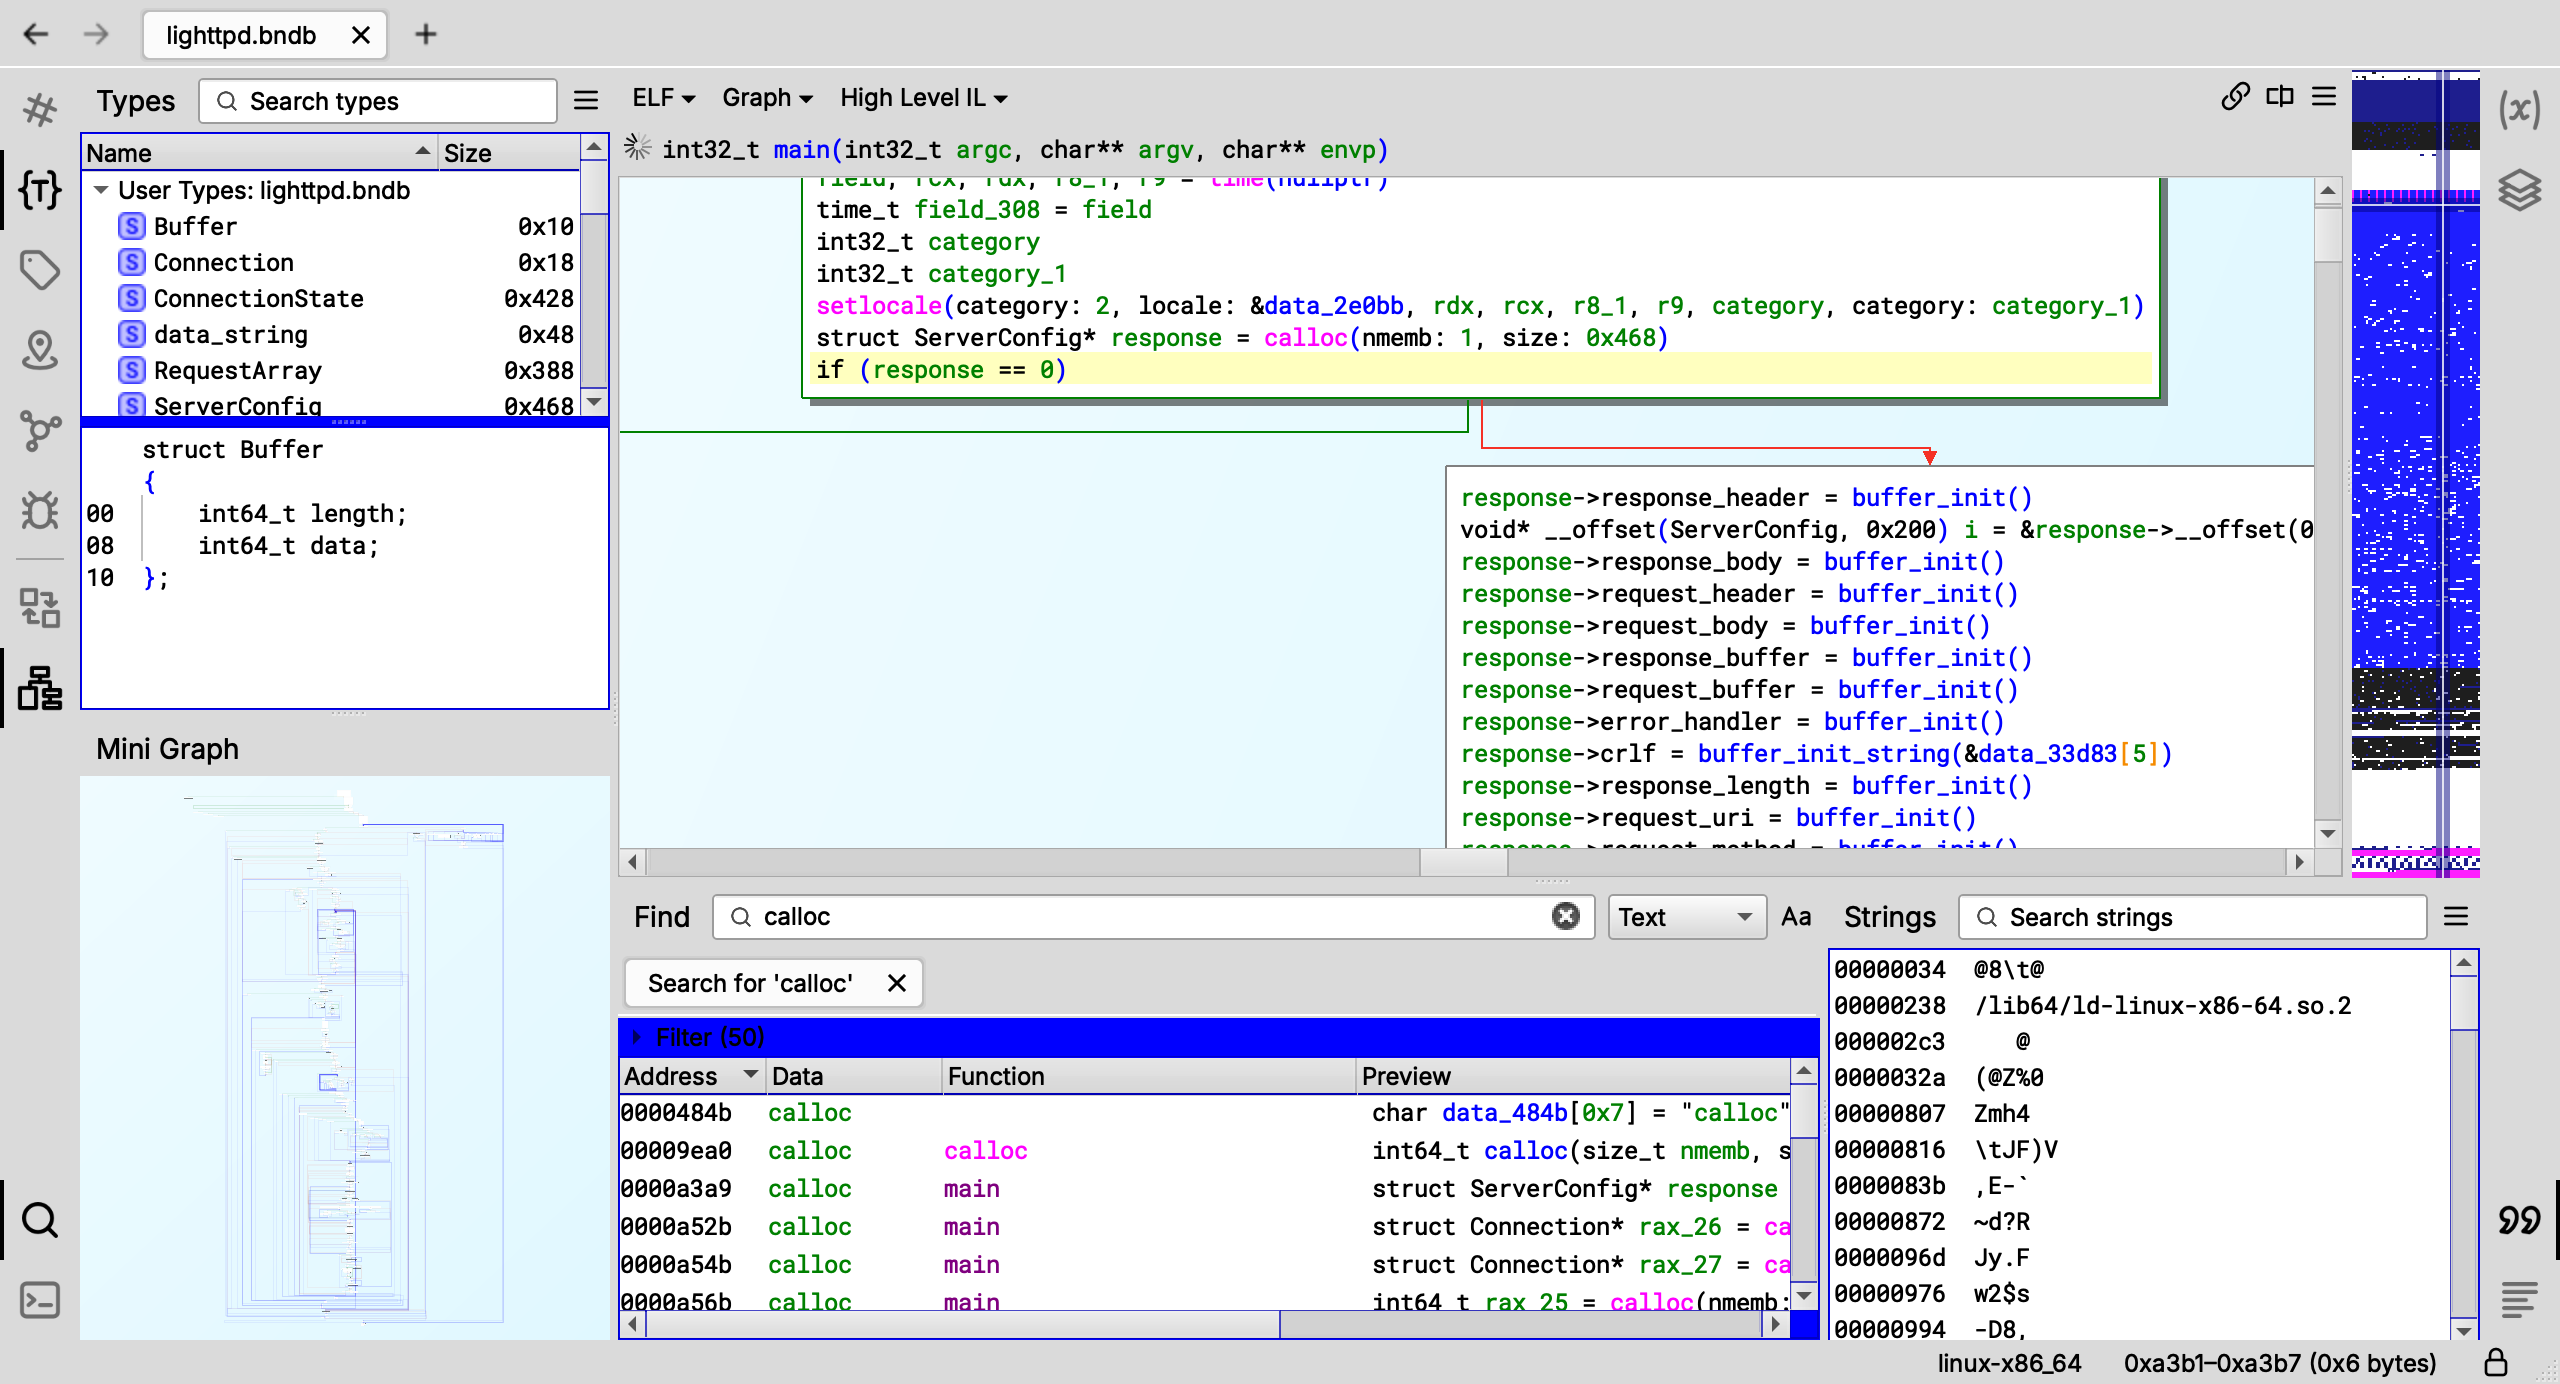 lighttpd.bndb
Types
Search types
Name Size
User Types: lighttpd.bndb
S Buffer 0x10
S Connection 0x18
S ConnectionState 0x428
S data_string 0x48
S RequestArray 0x388
S ServerConfig 0x468
struct Buffer
{
00 int64_t length;
08 int64_t data;
10 };
Mini Graph
ELF Graph High Level IL
int32_t main(int32_t argc, char** argv, char** envp)
field, rcx, rdx, r8_1, r9 = time(nullptr)
time_t field_308 = field
int32_t category
int32_t category_1
setlocale(category: 2, locale: &data_2e0bb, rdx, rcx, r8_1, r9, category, category: category_1)
struct ServerConfig* response = calloc(nmemb: 1, size: 0x468)
if (response == 0)
response->response_header = buffer_init()
void* __offset(ServerConfig, 0x200) i = &response->__offset(0
response->response_body = buffer_init()
response->request_header = buffer_init()
response->request_body = buffer_init()
response->response_buffer = buffer_init()
response->request_buffer = buffer_init()
response->error_handler = buffer_init()
response->crlf = buffer_init_string(&data_33d83[5])
response->response_length = buffer_init()
response->request_uri = buffer_init()
response->request_method = buffer_init()
Find
calloc
Text Aa
Search for 'calloc'
Filter (50)
Address Data Function Preview
0000484b calloc char data_484b[0x7] = "calloc"
00009ea0 calloc calloc int64_t calloc(size_t nmemb, s
0000a3a9 calloc main struct ServerConfig* response
0000a52b calloc main struct Connection* rax_26 = ca
0000a54b calloc main struct Connection* rax_27 = ca
0000a56b calloc main int64_t rax_25 = calloc(nmemb:
Strings
Search strings
00000034 @8\t@
00000238 /lib64/ld-linux-x86-64.so.2
000002c3 @
0000032a (@Z%0
00000807 Zmh4
00000816 \tJF)V
0000083b ,E-`
00000872 ~d?R
0000096d Jy.F
00000976 w2$s
00000994 -D8,
linux-x86_64 0xa3b1–0xa3b7 (0x6 bytes)